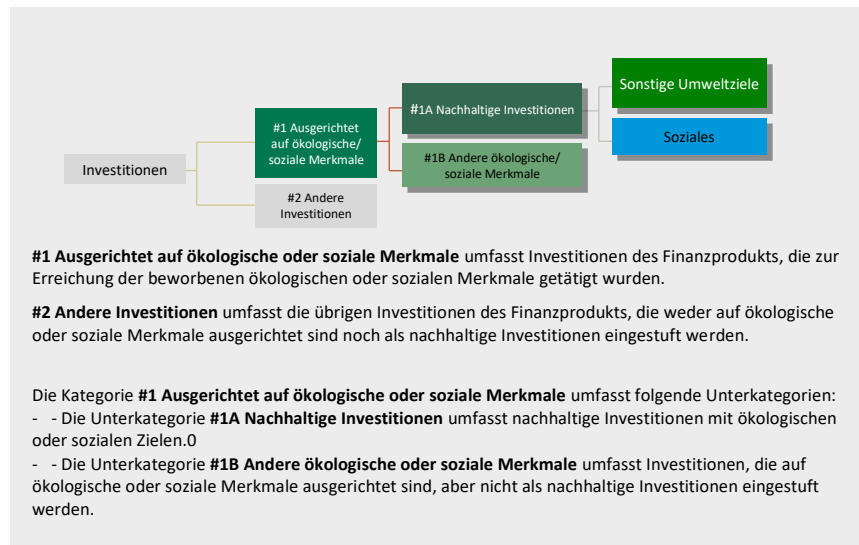 Sonstige Umweltziele
#1A Nachhaltige Investitionen
#1 Ausgerichtet
auf ökologische/
soziale Merkmale
Soziales
#1B Andere ökologische/
soziale Merkmale
Investitionen
#2 Andere
Investitionen
#1 Ausgerichtet auf ökologische oder soziale Merkmale umfasst Investitionen des Finanzprodukts, die zur
Erreichung der beworbenen ökologischen oder sozialen Merkmale getätigt wurden.
#2 Andere Investitionen umfasst die übrigen Investitionen des Finanzprodukts, die weder auf ökologische
oder soziale Merkmale ausgerichtet sind noch als nachhaltige Investitionen eingestuft werden.
Die Kategorie #1 Ausgerichtet auf ökologische oder soziale Merkmale umfasst folgende Unterkategorien:
- - Die Unterkategorie #1A Nachhaltige Investitionen umfasst nachhaltige Investitionen mit ökologischen
oder sozialen Zielen.0
- - Die Unterkategorie #1B Andere ökologische oder soziale Merkmale umfasst Investitionen, die auf
ökologische oder soziale Merkmale ausgerichtet sind, aber nicht als nachhaltige Investitionen eingestuft
werden.